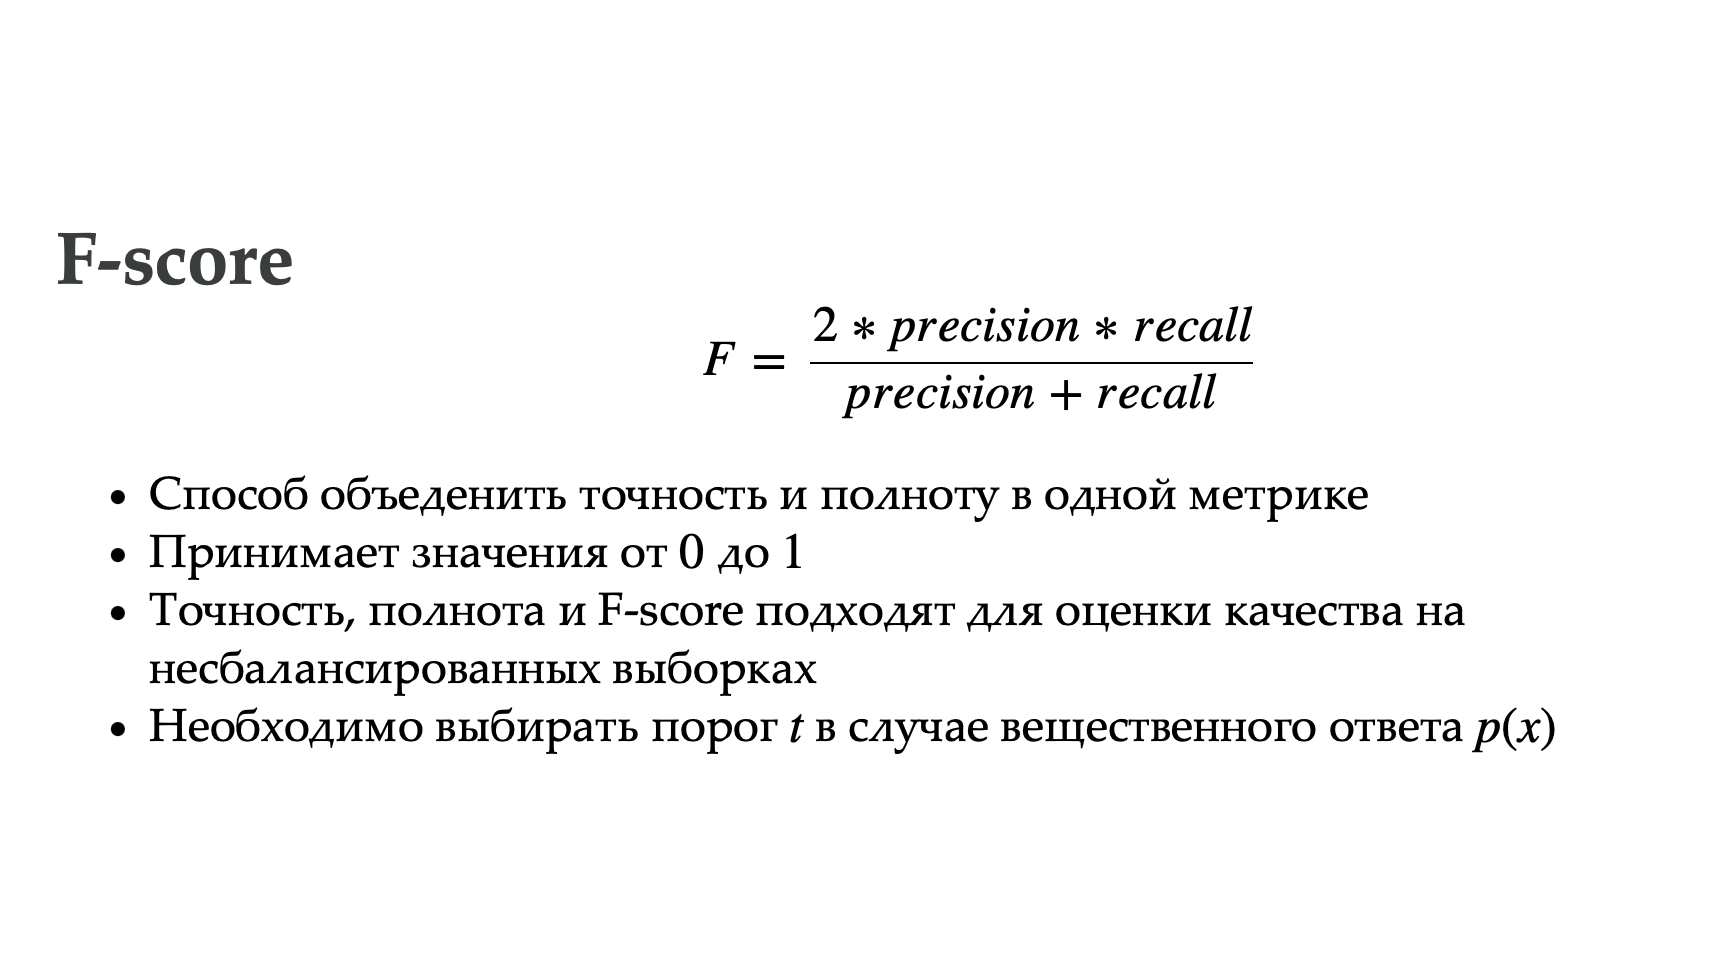 F-score
F = 2 * precision * recall
precision + recall
• Способ объеденить точность и полноту в одной метрике
• Принимает значения от 0 до 1
• Точность, полнота и F-score подходят для оценки качества на
несбалансированных выборках
• Необходимо выбирать порог t в случае вещественного ответа p(x)